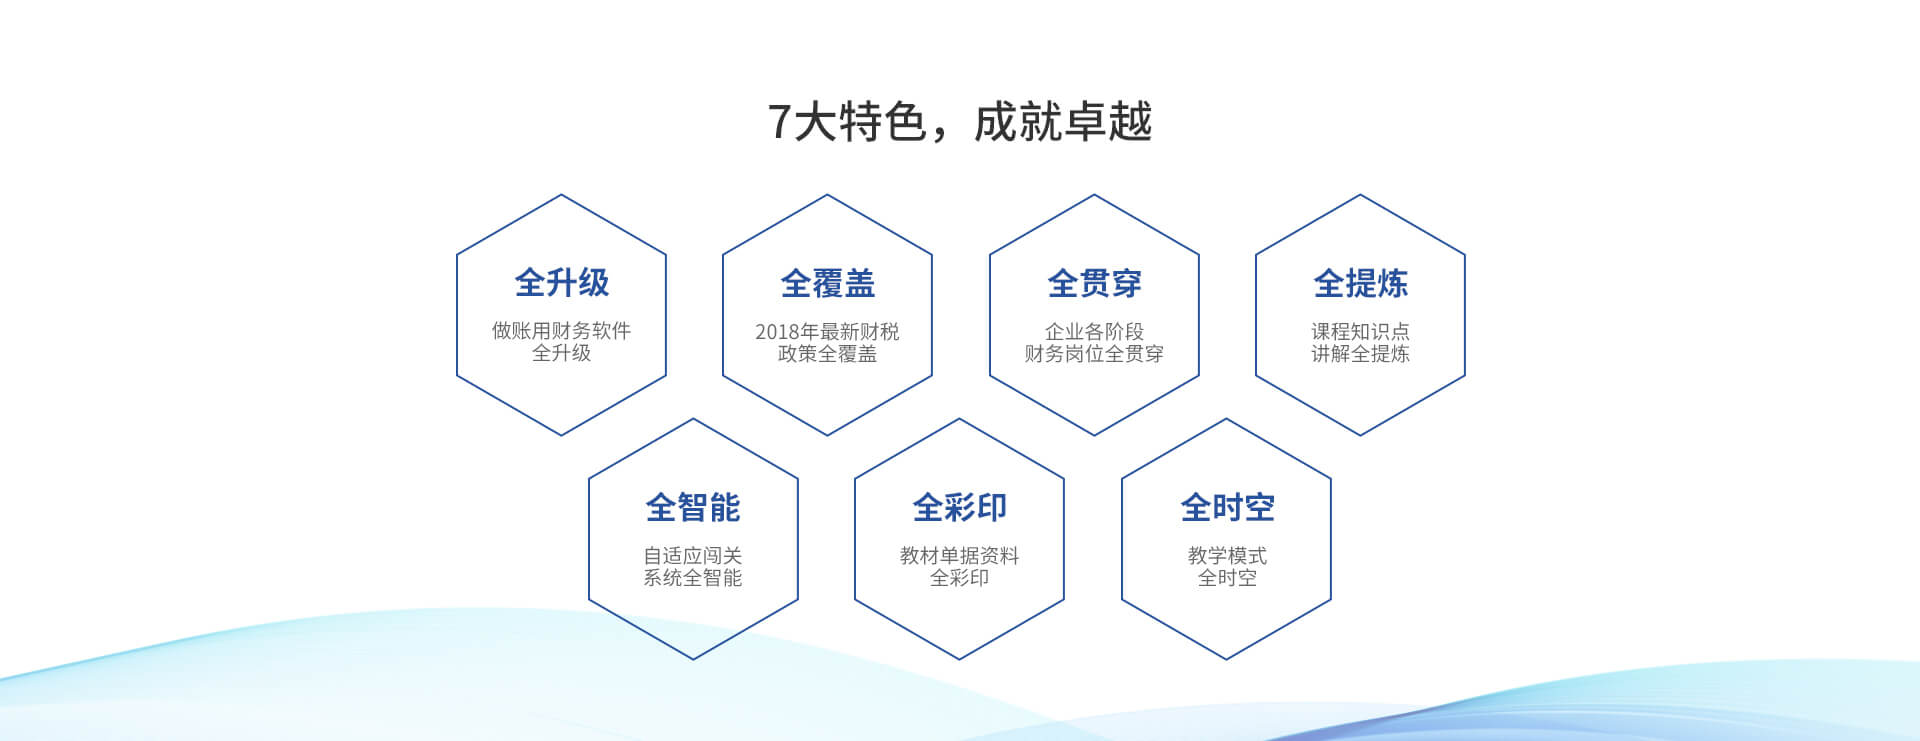 7大特色，成就卓越
全升级
做账用财务软件
全升级
全覆盖
2018年最新财税
政策全覆盖
全贯穿
企业各阶段
财务岗位全贯穿
全提炼
课程知识点
讲解全提炼
全智能
自适应闯关
系统全智能
全彩印
教材单据资料
全彩印
全时空
教学模式
全时空